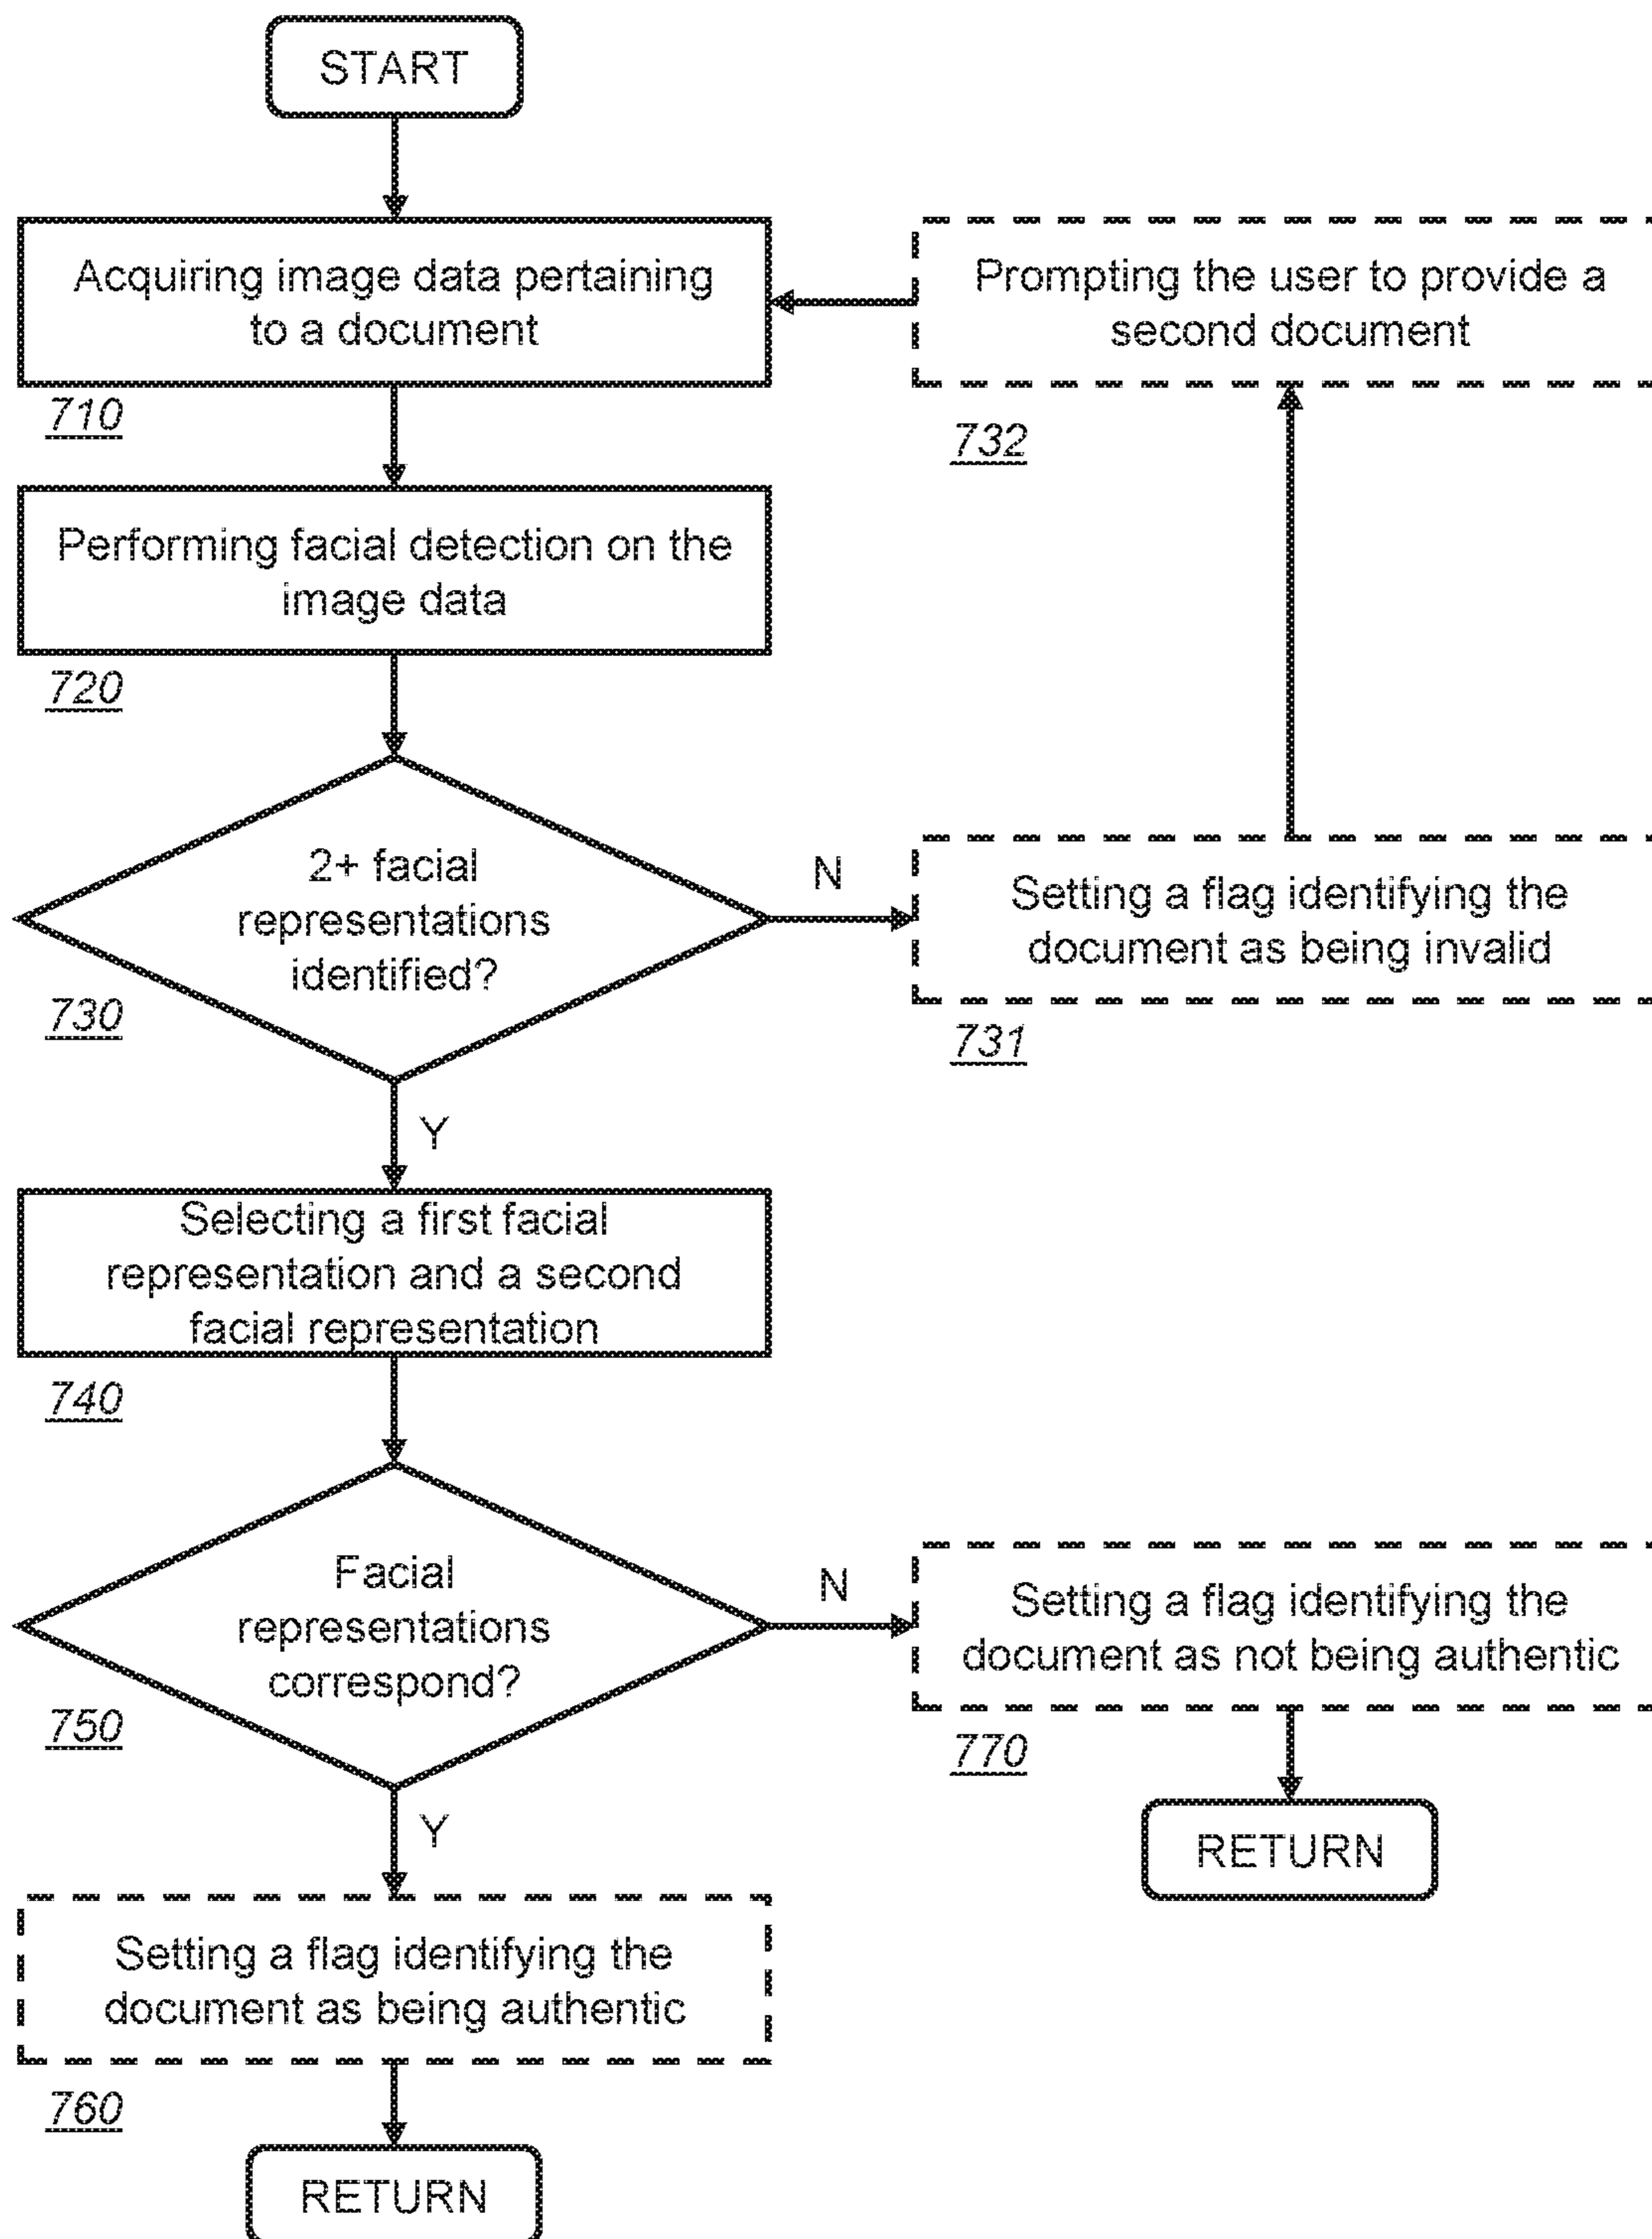 START
Acquiring image data pertaining
to a document
710
Prompting the user to provide a
second document
732
Performing facial detection on the
image data
720
2+ facial
representations
identified?
730
N
Setting a flag identifying the
document as being invalid
731
Y
Selecting a first facial
representation and a second
facial representation
740
Facial
representations
correspond?
750
N
Setting a flag identifying the
document as not being authentic
770
RETURN
Y
Setting a flag identifying the
document as being authentic
760
RETURN